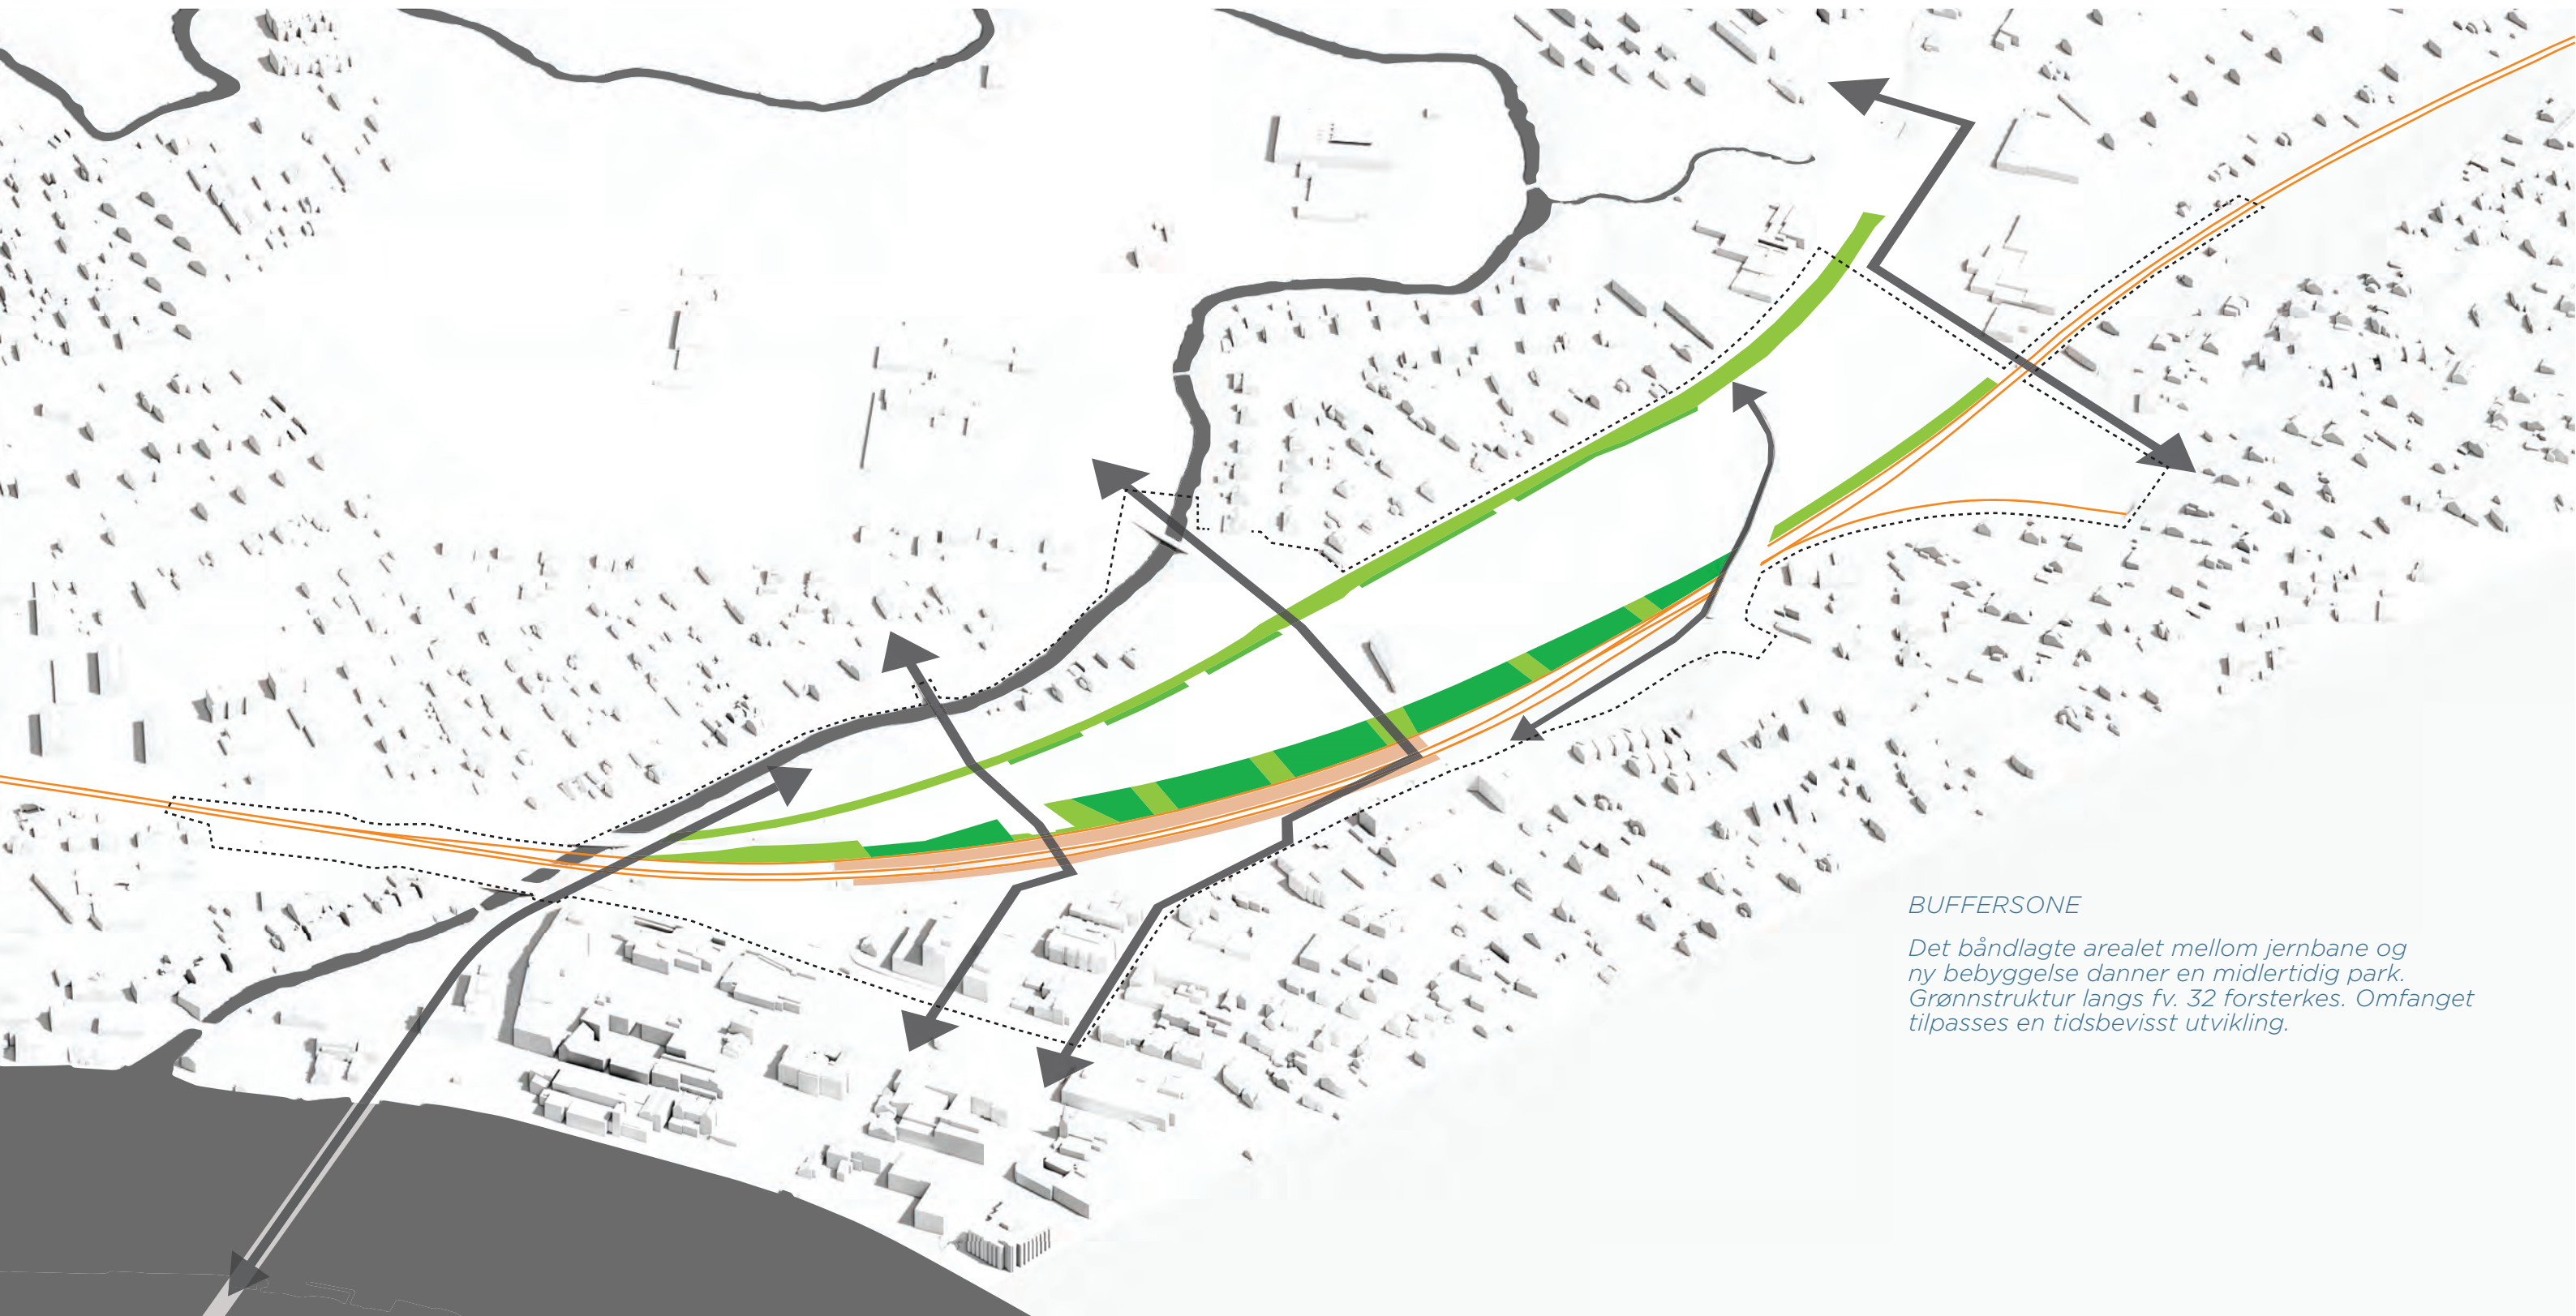 BUFFERSONE
Det båndlagte arealet mellom jernbane og
ny bebyggelse danner en midlertidig park.
Grønnstruktur langs fv. 32 forsterkes. Omfanget
tilpasses en tidsbevisst utvikling.